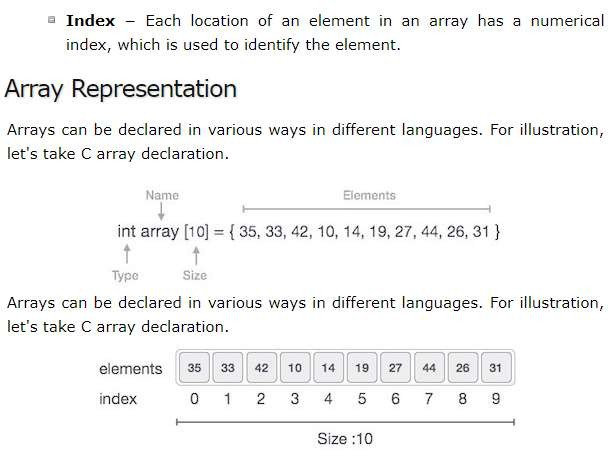 Index – Each location of an element in an array has a numerical
index, which is used to identify the element.
Array Representation
Arrays can be declared in various ways in different languages. For illustration,
let's take C array declaration.
Name Elements
int array [10] = { 35, 33, 42, 10, 14, 19, 27, 44, 26, 31 }
Type Size
Arrays can be declared in various ways in different languages. For illustration,
let's take C array declaration.
elements 35 33 42 10 14 19 27 44 26 31
index 0 1 2 3 4 5 6 7 8 9
Size :10